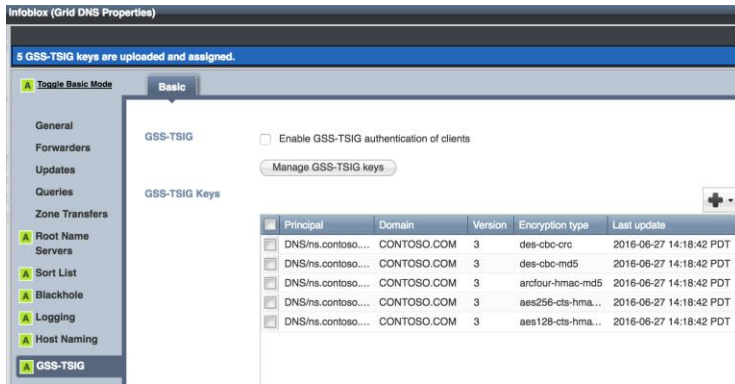 Infoblox (Grid DNS Properties)
5 GSS-TSIG keys are uploaded and assigned.
A Toggle Basic Mode
Basic
General
Forwarders
Updates
Queries
Zone Transfers
A Root Name
Servers
A Sort List
A Blackhole
A Logging
A Host Naming
A GSS-TSIG
GSS-TSIG Enable GSS-TSIG authentication of clients
Manage GSS-TSIG keys
GSS-TSIG Keys
Principal Domain Version Encryption type Last update
DNS/ns.contoso.... CONTOSO.COM 3 des-cbc-crc 2016-06-27 14:18:42 PDT
DNS/ns.contoso.... CONTOSO.COM 3 des-cbc-md5 2016-06-27 14:18:42 PDT
DNS/ns.contoso.... CONTOSO.COM 3 arcfour-hmac-md5 2016-06-27 14:18:42 PDT
DNS/ns.contoso.... CONTOSO.COM 3 aes256-cts-hma... 2016-06-27 14:18:42 PDT
DNS/ns.contoso.... CONTOSO.COM 3 aes128-cts-hma... 2016-06-27 14:18:42 PDT